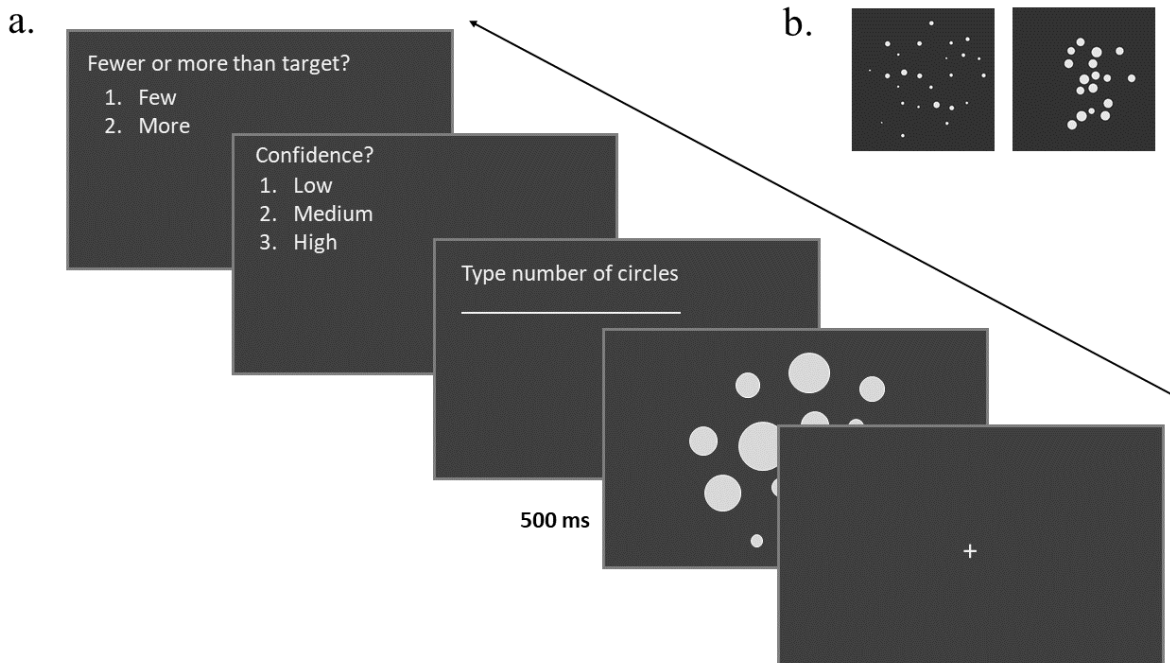 a.
b.
Fewer or more than target?
1. Few
2. More
Confidence?
1. Low
2. Medium
3. High
Type number of circles
500 ms